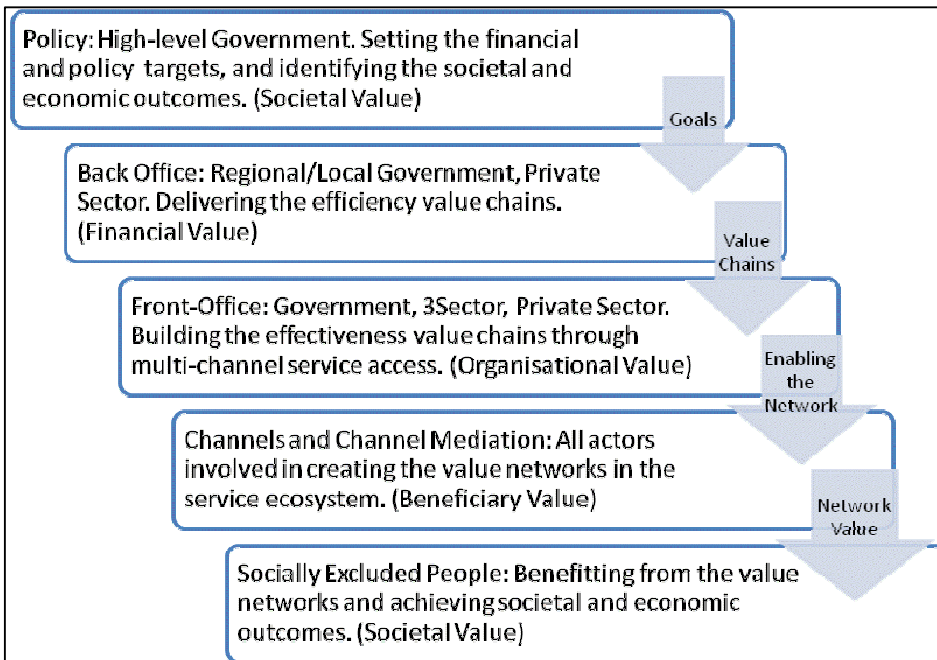 Policy: High-level Government. Setting the financial
and policy targets, and identifying the societal and
economic outcomes. (Societal Value)
Goals
Back Office: Regional/Local Government, Private
Sector. Delivering the efficiency value chains.
(Financial Value)
Value
Chains
Front-Office: Government, 3Sector, Private Sector.
Building the effectiveness value chains through
multi-channel service access. (Organisational Value)
Enabling
the
Network
Channels and Channel Mediation: All actors
involved in creating the value networks in the
service ecosystem. (Beneficiary Value)
Network
Value
Socially Excluded People: Benefitting from the value
networks and achieving societal and economic
outcomes. (Societal Value)